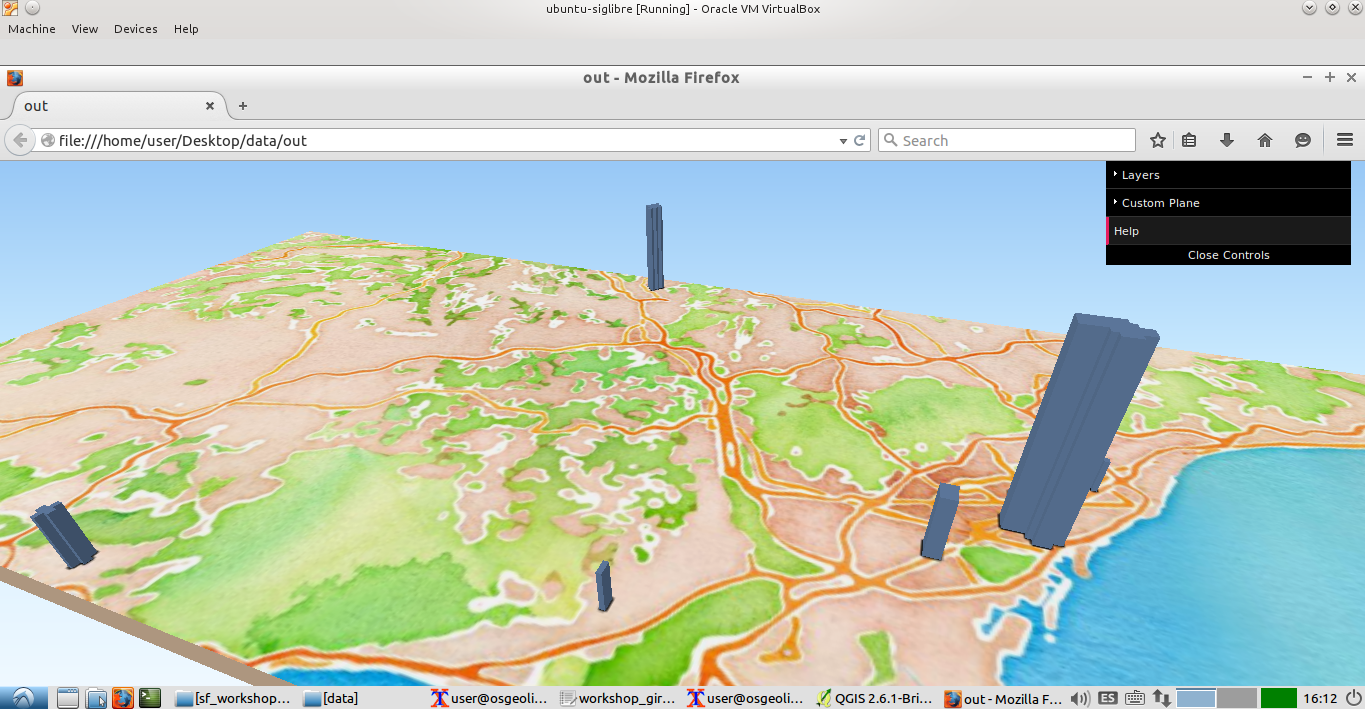 ubuntu-siglibre [Running] - Oracle VM VirtualBox
Machine View Devices Help
out - Mozilla Firefox
out
file:///home/user/Desktop/data/out
Search
Layers
Custom Plane
Help
Close Controls
[sf_workshop... [data] user@osgeoli... workshop_gir... user@osgeoli... QGIS 2.6.1-Bri... out - Mozilla F... ES 16:12